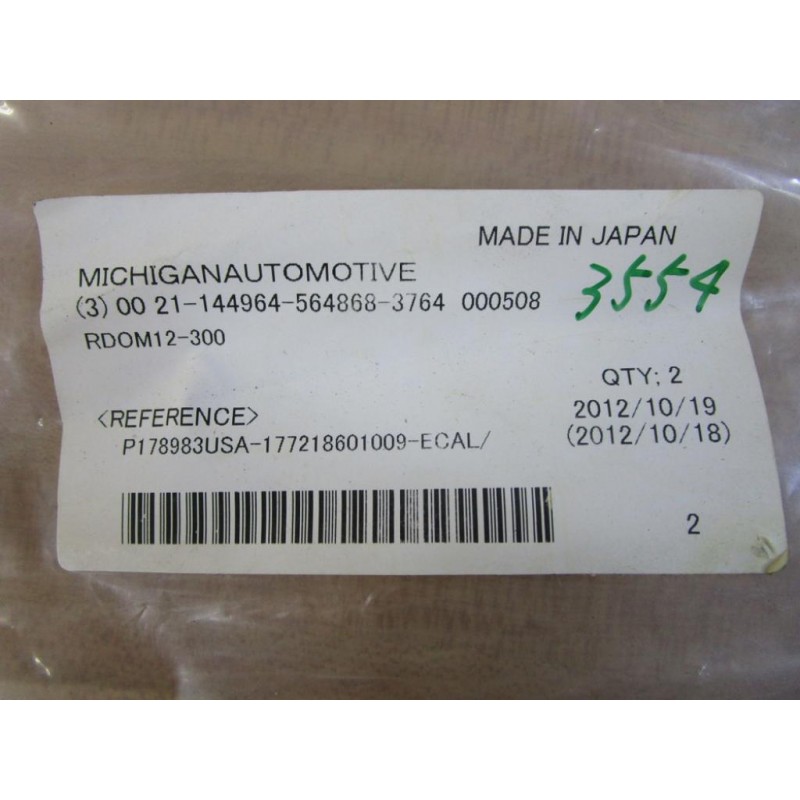 MADE IN JAPAN
MICHIGANAUTOMOTIVE
3554
(3) 00 21-144964-564868-3764 000508
RDOM12-300
QTY; 2
<REFERENCE>
2012/10/19
P178983USA-177218601009-ECAL/
(2012/10/18)
2